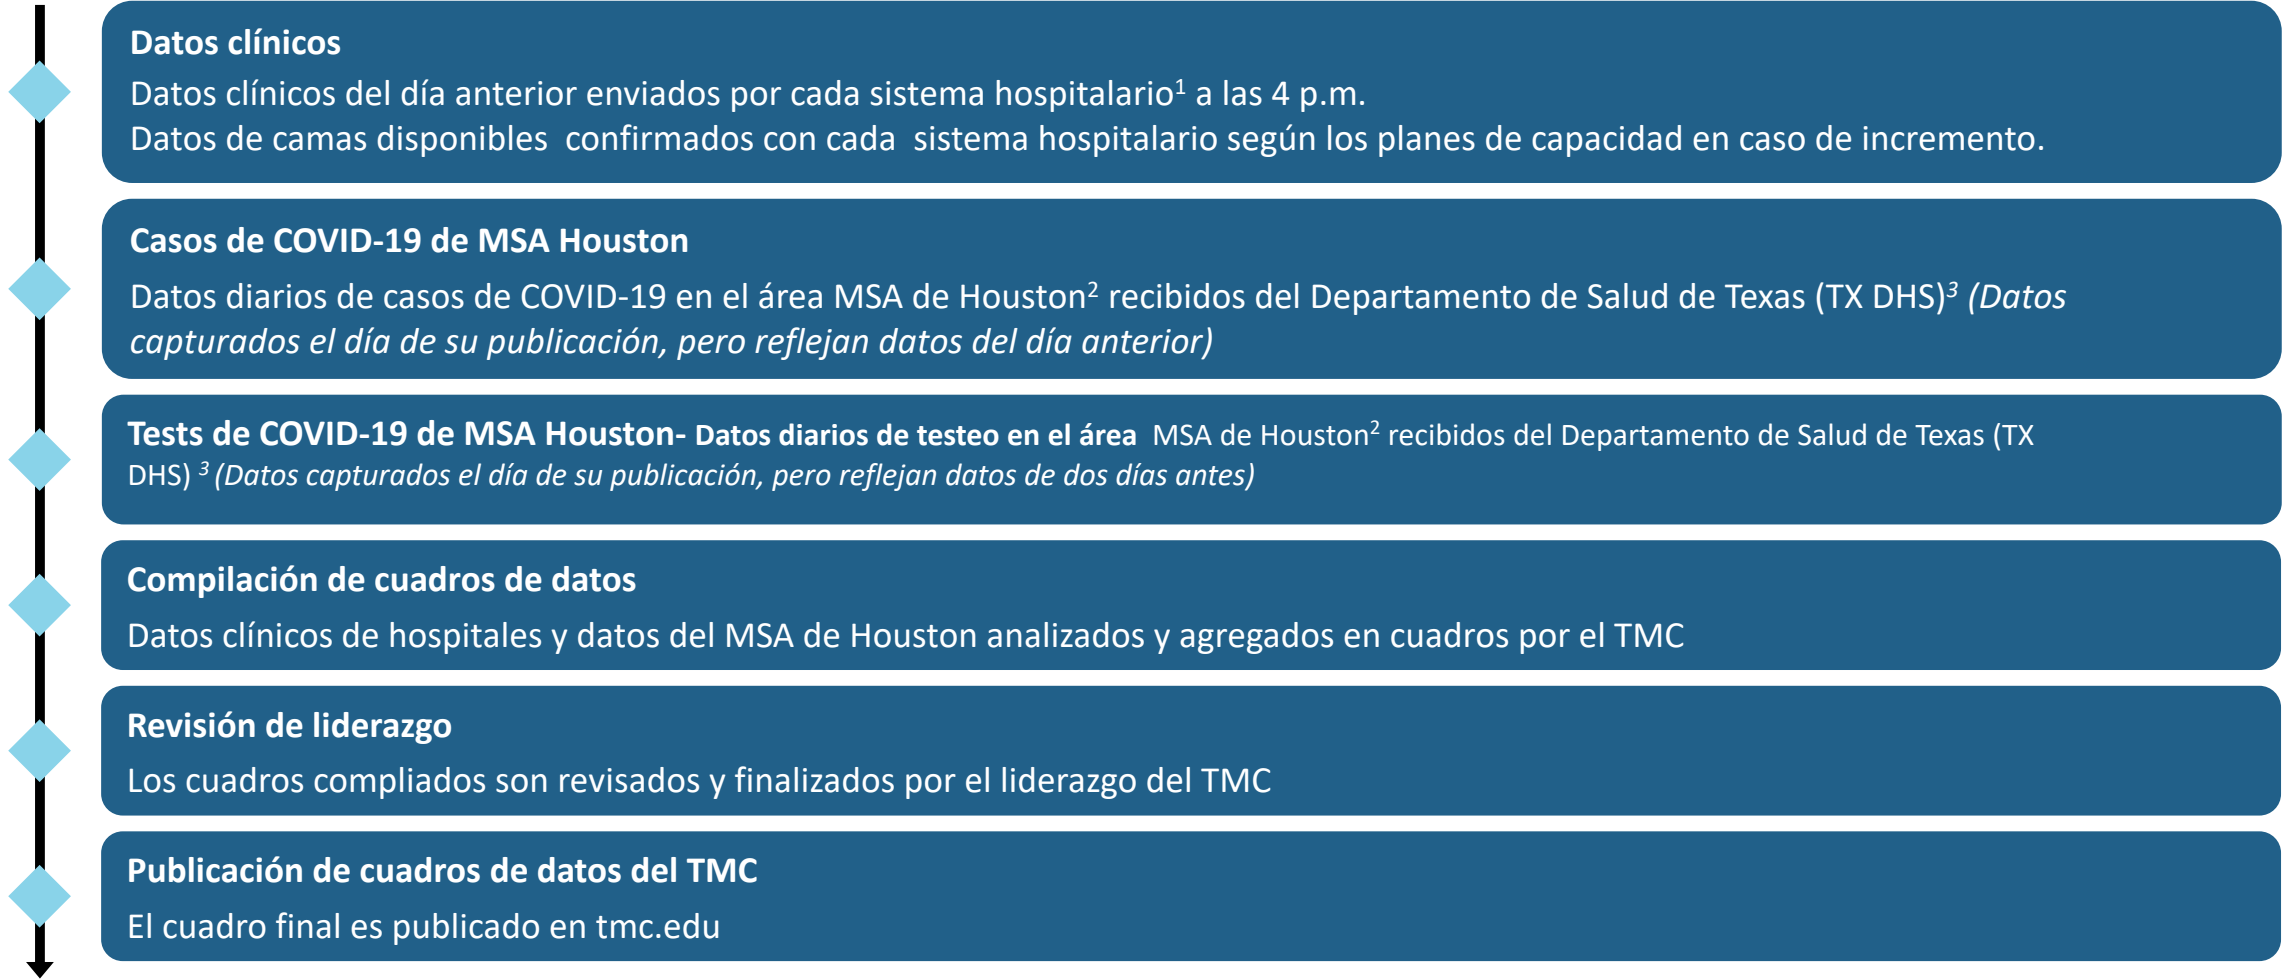 Datos clínicos
Datos clínicos del día anterior enviados por cada sistema hospitalario¹ a las 4 p.m.
Datos de camas disponibles  confirmados con cada  sistema hospitalario según los planes de capacidad en caso de incremento.
Casos de COVID-19 de MSA Houston
Datos diarios de casos de COVID-19 en el área MSA de Houston² recibidos del Departamento de Salud de Texas (TX DHS)³ (Datos
capturados el día de su publicación, pero reflejan datos del día anterior)
Tests de COVID-19 de MSA Houston- Datos diarios de testeo en el área  MSA de Houston² recibidos del Departamento de Salud de Texas (TX
DHS) ³ (Datos capturados el día de su publicación, pero reflejan datos de dos días antes)
Compilación de cuadros de datos
Datos clínicos de hospitales y datos del MSA de Houston analizados y agregados en cuadros por el TMC
Revisión de liderazgo
Los cuadros compliados son revisados y finalizados por el liderazgo del TMC
Publicación de cuadros de datos del TMC
El cuadro final es publicado en tmc.edu